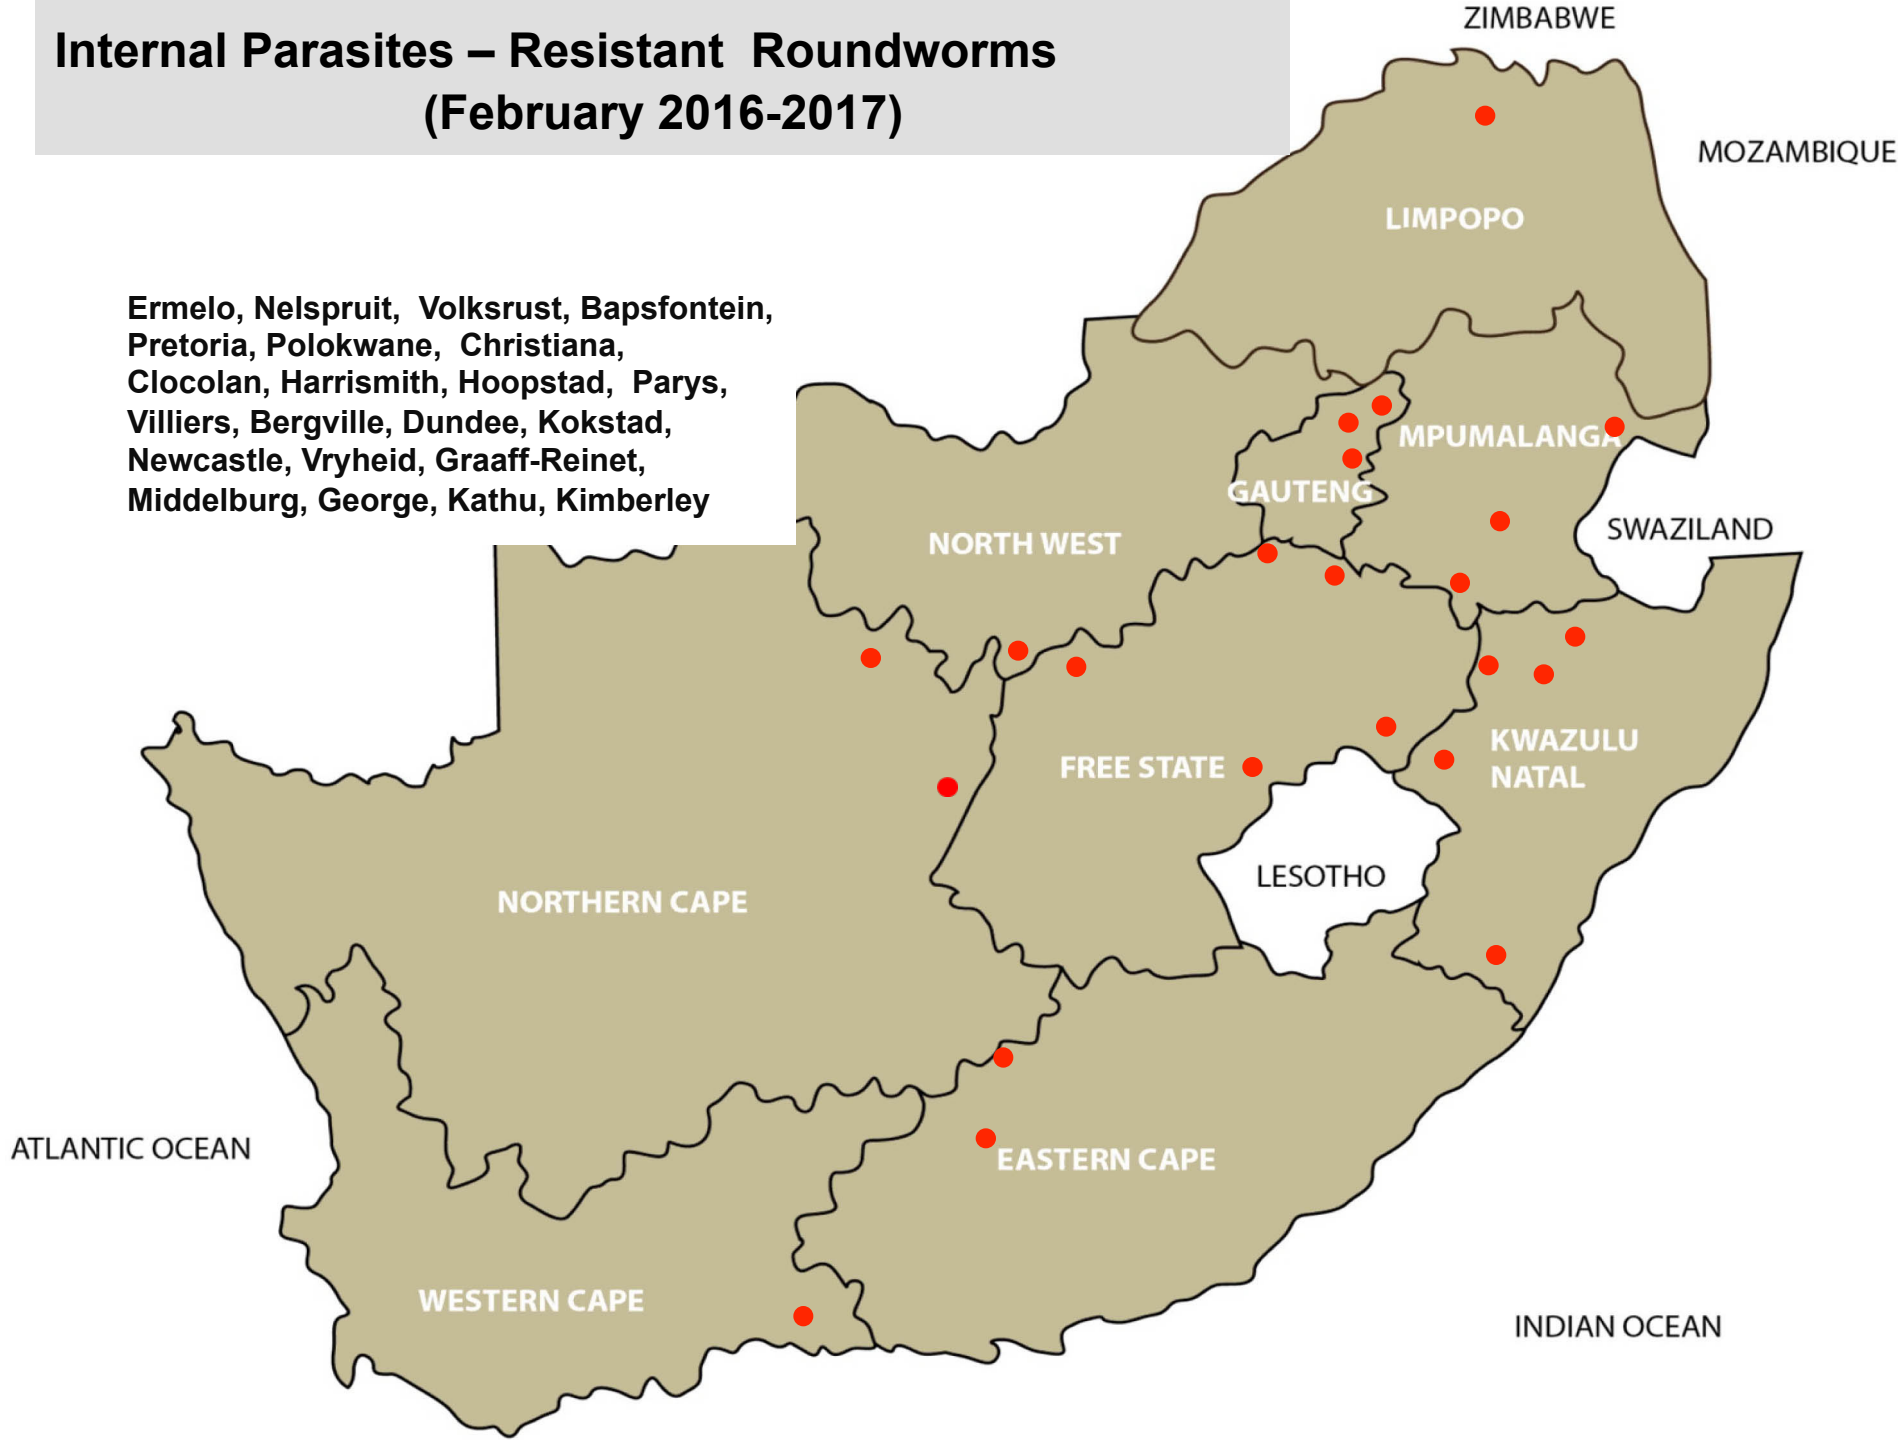 Internal Parasites – Resistant Roundworms
(February 2016-2017)
ZIMBABWE
MOZAMBIQUE
LIMPOPO
Ermelo, Nelspruit, Volksrust, Bapsfontein,
Pretoria, Polokwane, Christiana,
Clocolan, Harrismith, Hoopstad, Parys,
Villiers, Bergville, Dundee, Kokstad,
Newcastle, Vryheid, Graaff-Reinet,
Middelburg, George, Kathu, Kimberley
MPUMALANGA
GAUTENG
NORTH WEST
SWAZILAND
FREE STATE
KWAZULU
NATAL
LESOTHO
NORTHERN CAPE
ATLANTIC OCEAN
EASTERN CAPE
WESTERN CAPE
INDIAN OCEAN